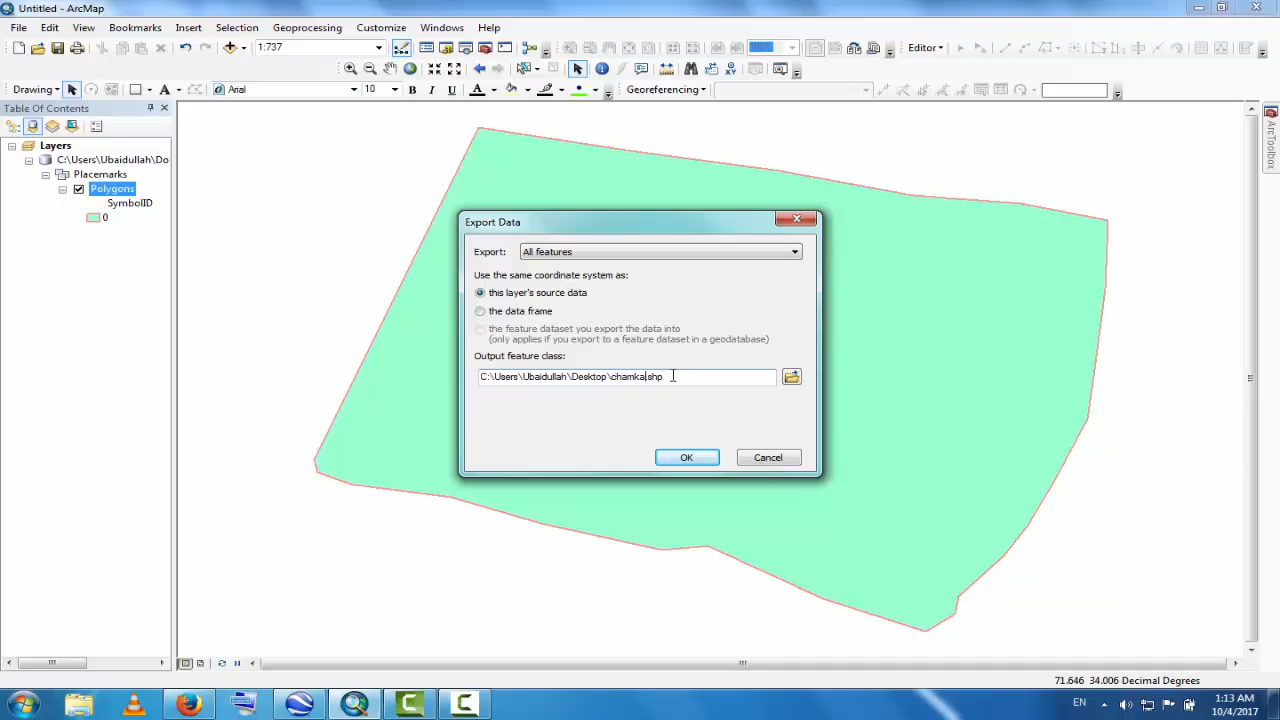 Untitled - ArcMap
File Edit View Bookmarks Insert Selection Geoprocessing Customize Windows Help
1:737
Editor
Drawing
Arial
10
B I U A
Georeferencing
Table Of Contents
Layers
C:\Users\Ubaidullah\Do
Placemarks
Polygons
SymbolID
0
Export Data
Export: All features
Use the same coordinate system as:
this layer's source data
the data frame
the feature dataset you export the data into
(only applies if you export to a feature dataset in a geodatabase)
Output feature class:
C:\Users\Ubaidullah\Desktop\chamka.shp
OK Cancel
ArcToolbox
71.646 34.006 Decimal Degrees
EN
1:13 AM
10/4/2017